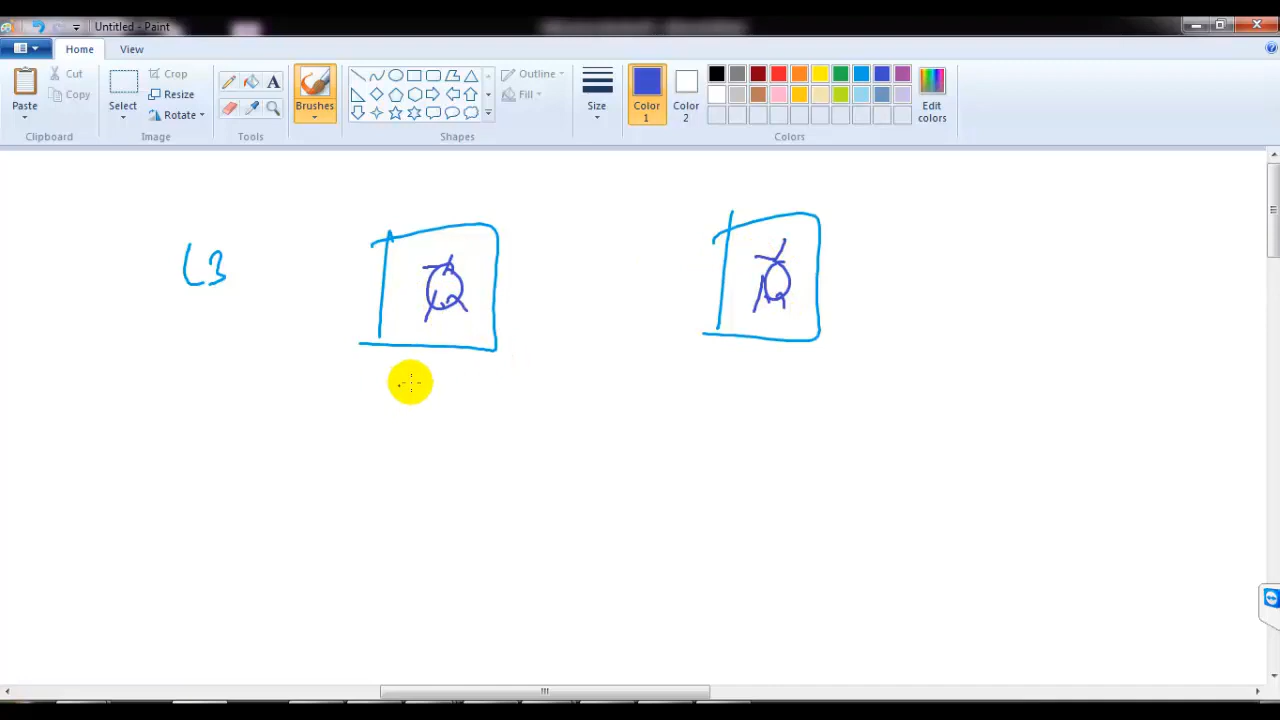 Untitled - Paint
Home View
Cut
Copy
Paste
Clipboard
Select
Crop
Resize
Rotate
Image
Tools
Brushes
Outline
Fill
Shapes
Size
Color 1
Color 2
Edit colors
Colors
L3